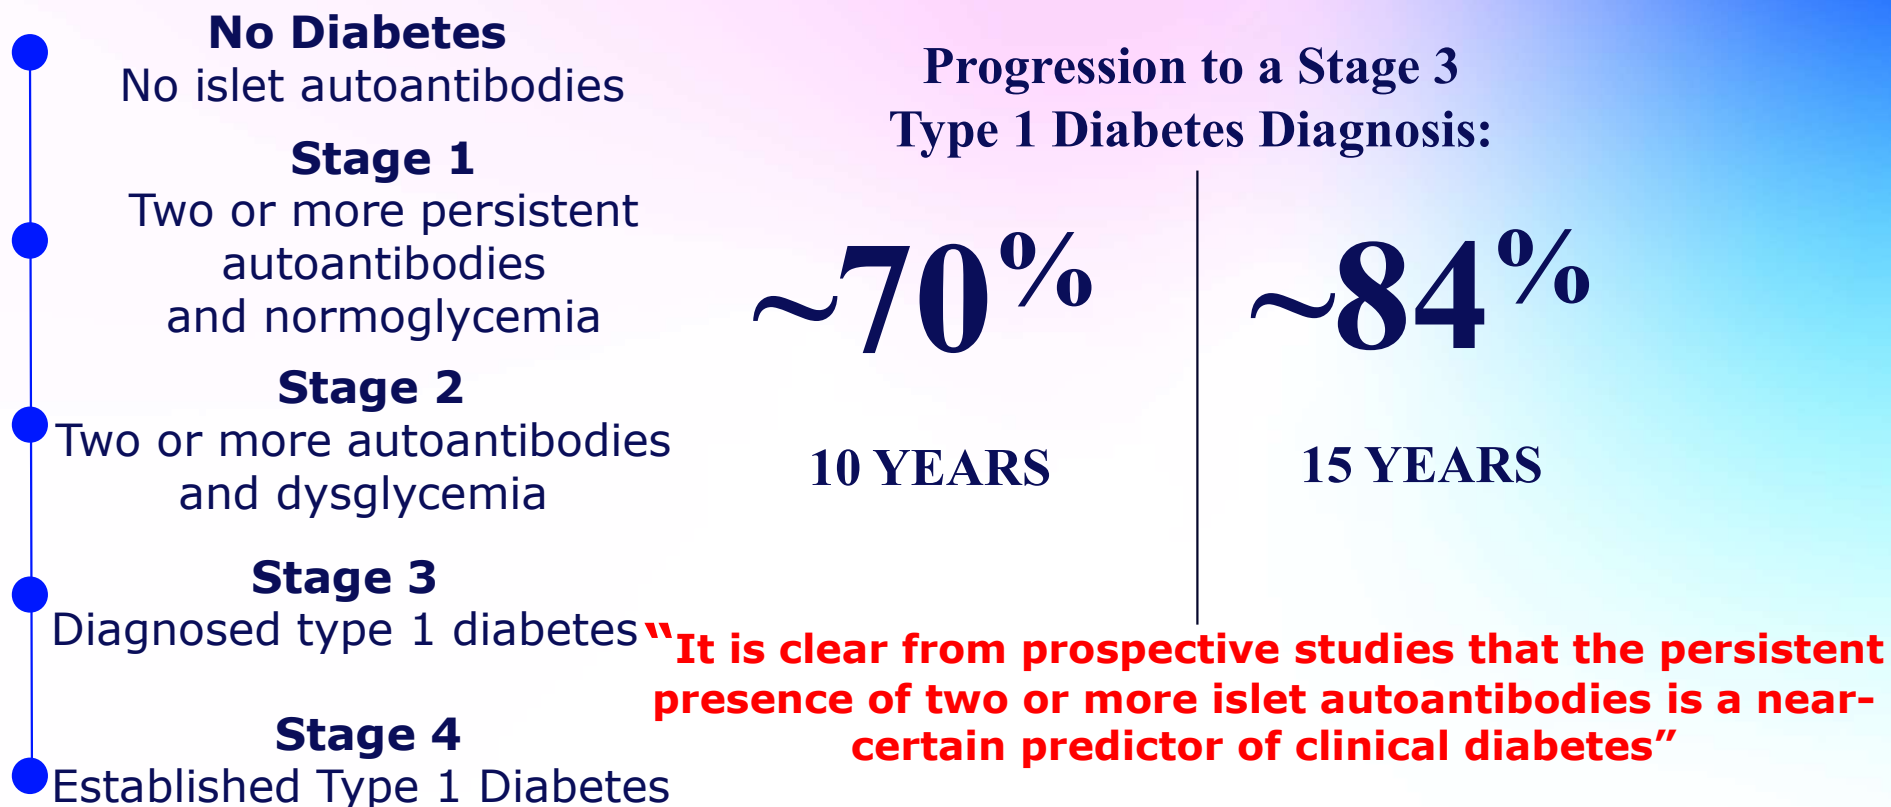 No Diabetes
No islet autoantibodies
Stage 1
Two or more persistent
autoantibodies
and normoglycemia
Stage 2
Two or more autoantibodies
and dysglycemia
Stage 3
Diagnosed type 1 diabetes
Stage 4
Established Type 1 Diabetes
Progression to a Stage 3
Type 1 Diabetes Diagnosis:
~70%
10 YEARS
~84%
15 YEARS
“It is clear from prospective studies that the persistent
presence of two or more islet autoantibodies is a near-
certain predictor of clinical diabetes”